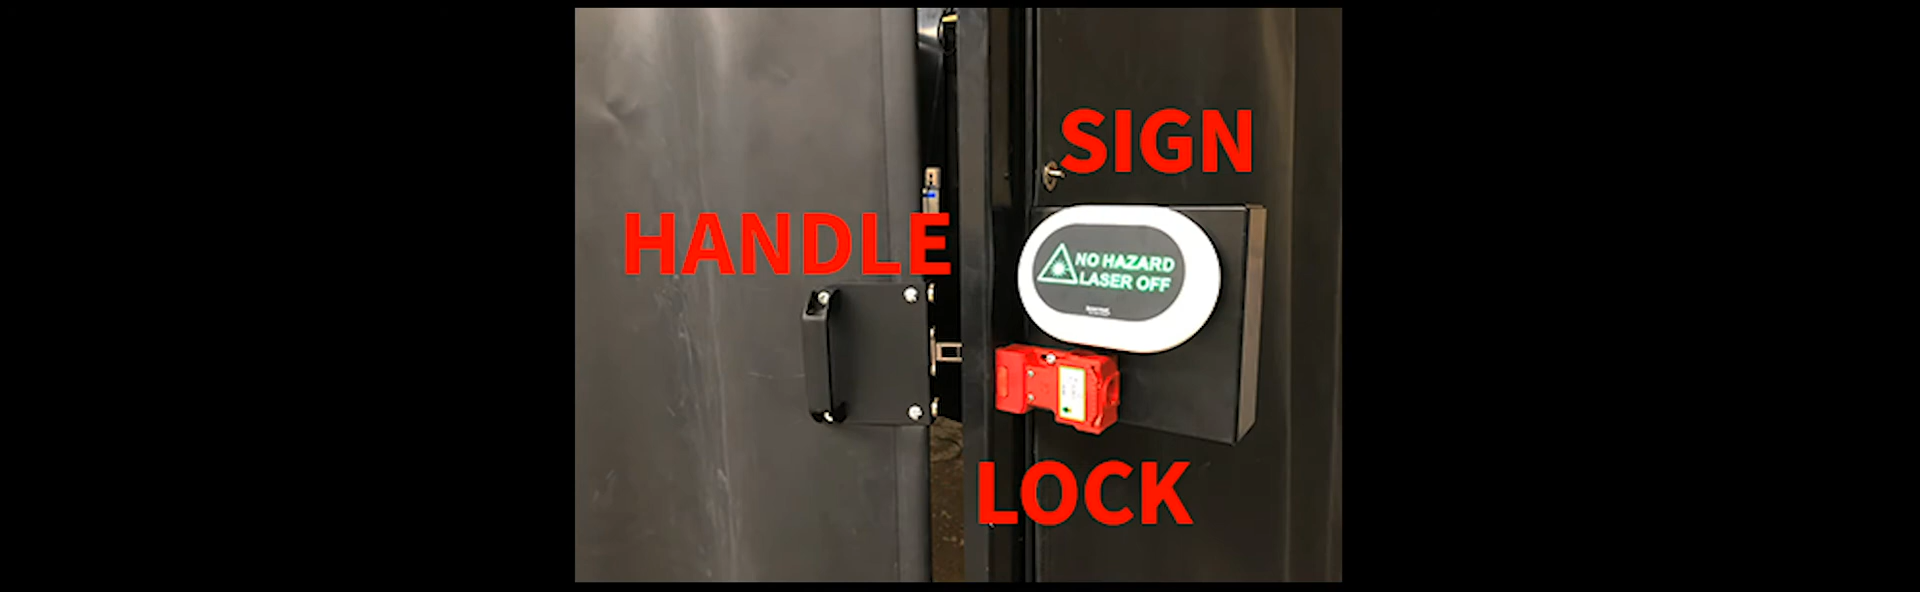 SIGN
HANDLE
NO HAZARD
LASER OFF
LOCK